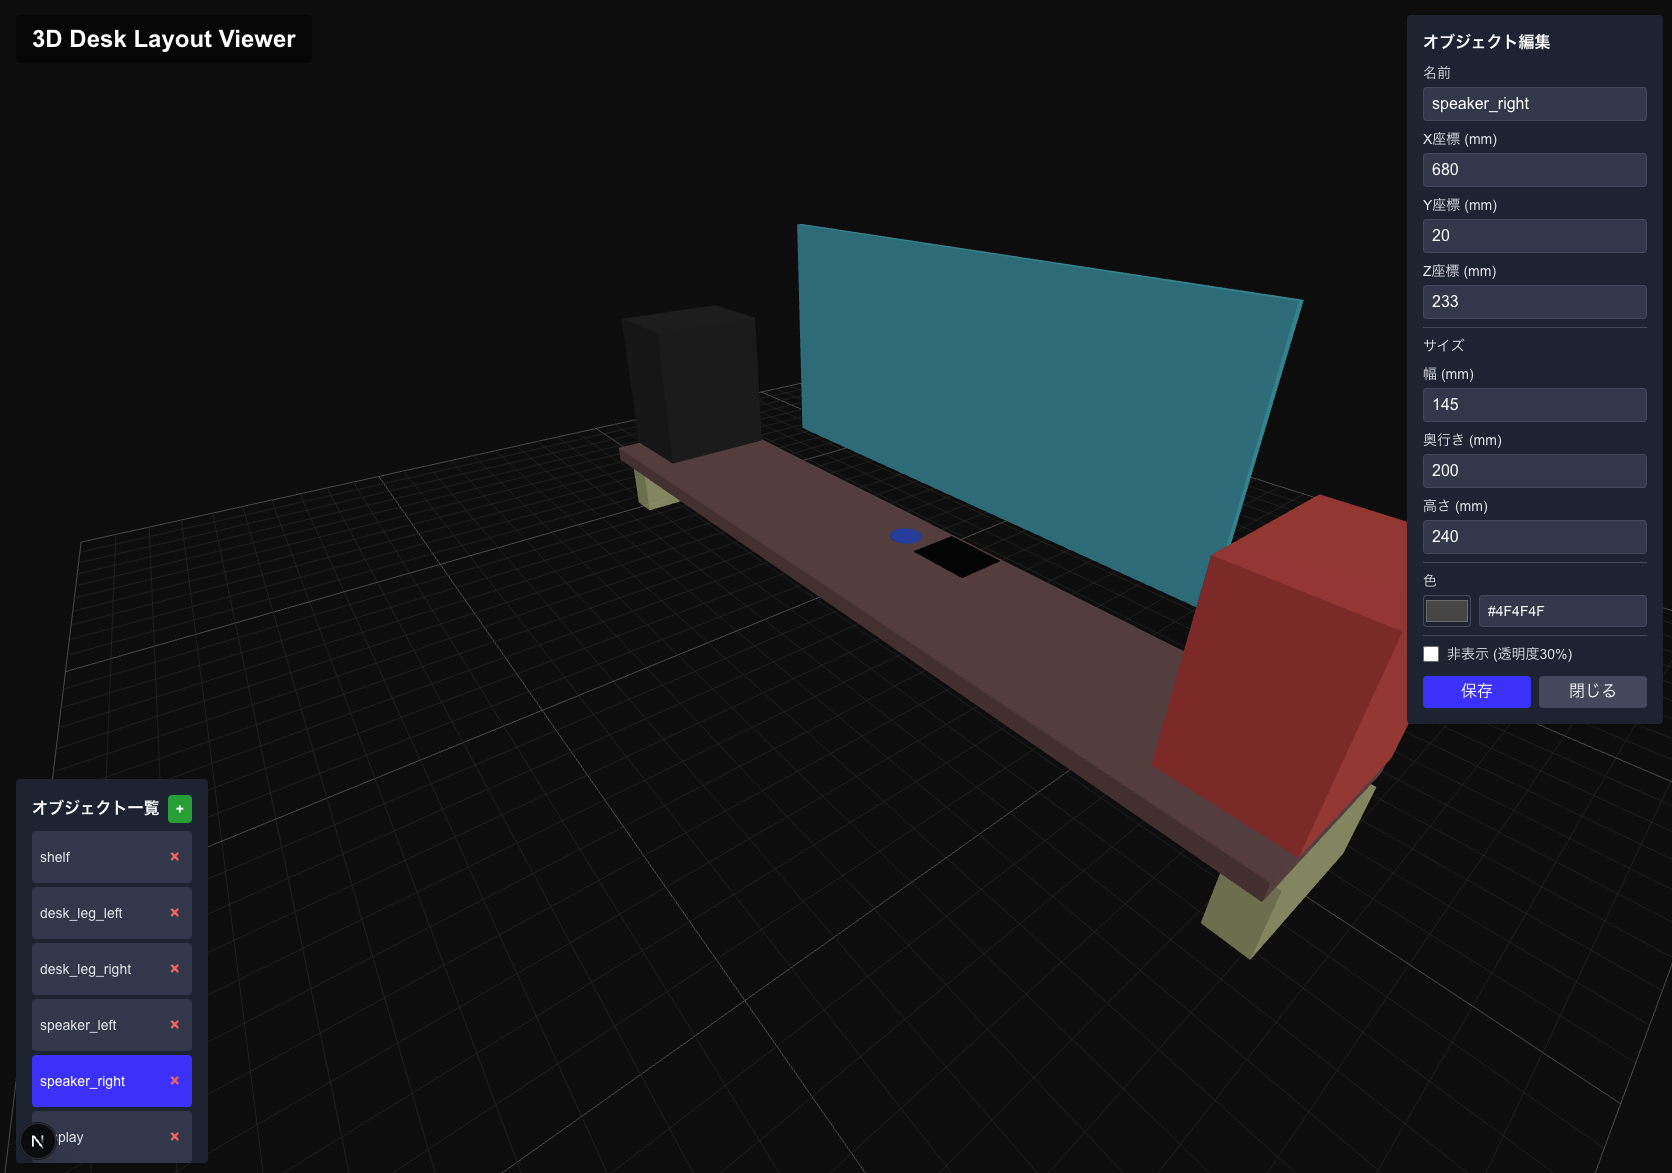 3D Desk Layout Viewer
オブジェクト編集
名前
speaker_right
X座標 (mm)
680
Y座標 (mm)
20
Z座標 (mm)
233
サイズ
幅 (mm)
145
奥行き (mm)
200
高さ (mm)
240
色
#4F4F4F
非表示 (透明度30%)
保存
閉じる
オブジェクト一覧
+
shelf ×
desk_leg_left ×
desk_leg_right ×
speaker_left ×
speaker_right ×
play ×
N